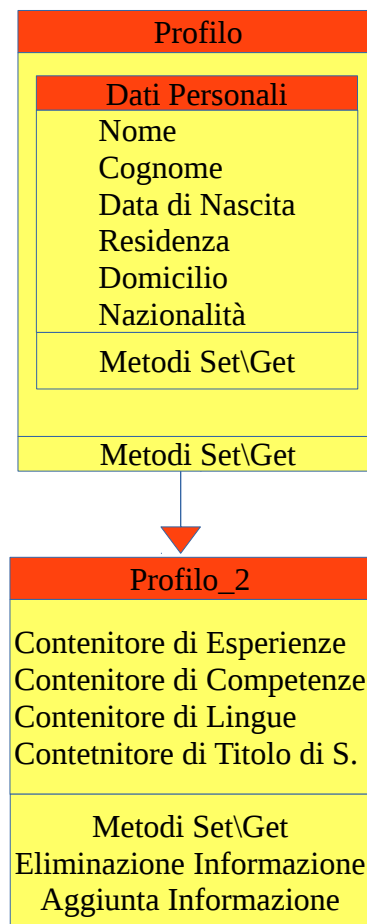 Profilo
Dati Personali
Nome
Cognome
Data di Nascita
Residenza
Domicilio
Nazionalità
Metodi Set\Get
Metodi Set\Get
Profilo_2
Contenitore di Esperienze
Contenitore di Competenze
Contenitore di Lingue
Contetnitore di Titolo di S.
Metodi Set\Get
Eliminazione Informazione
Aggiunta Informazione